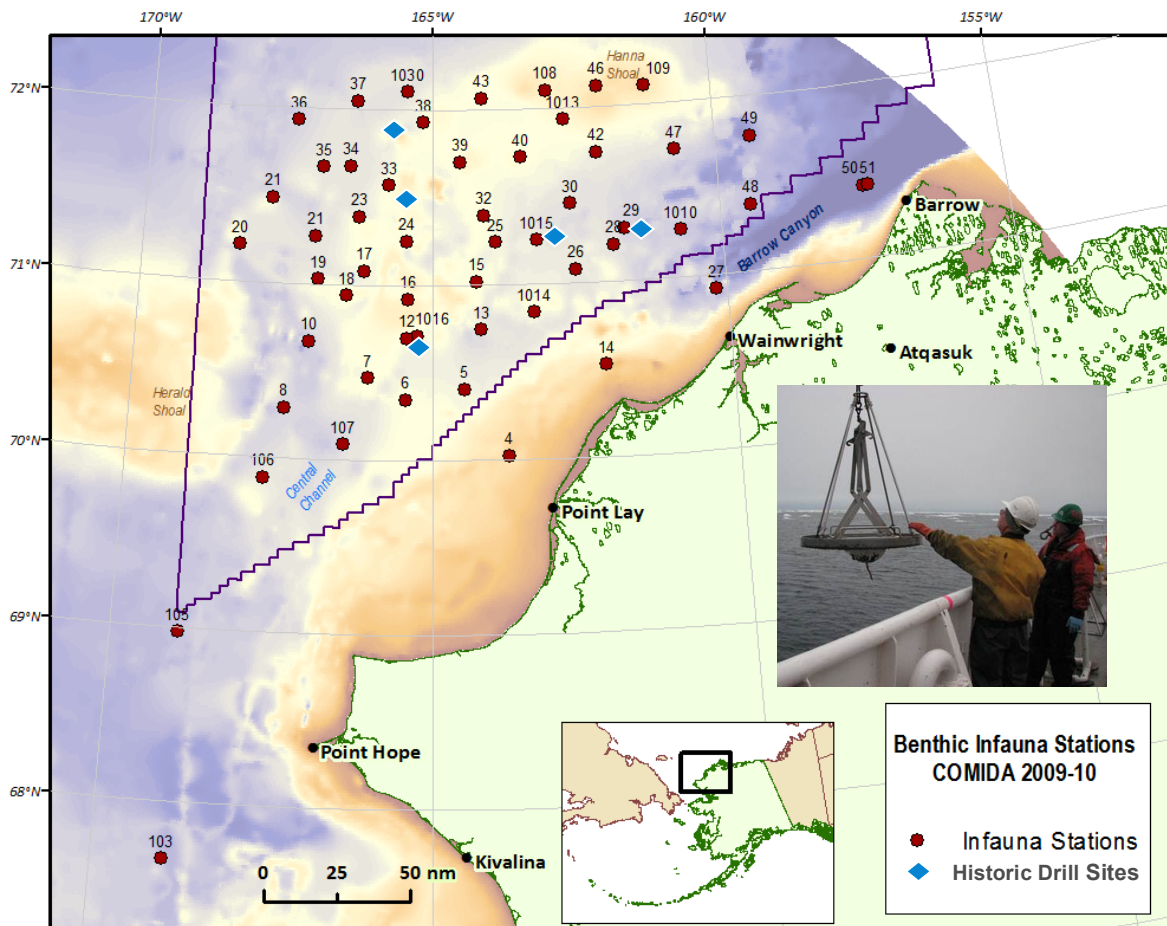 170°W
165°W
160°W
155°W
72°N
71°N
70°N
69°N
68°N
Hanna
Shoal
37
1030
43
108
46
109
36
38
1013
49
35
34
33
39
40
42
47
50
51
21
23
32
30
48
Barrow
20
21
24
25
1015
28
29
1010
Barrow Canyon
19
18
17
16
15
26
27
10
12
1016
13
1014
14
Wainwright
Atqasuk
Herald
Shoal
8
7
6
5
107
4
106
Central
Channel
Point Lay
105
Point Hope
103
Kivalina
0 25 50 nm
Benthic Infauna Stations
COMIDA 2009-10
Infauna Stations
Historic Drill Sites